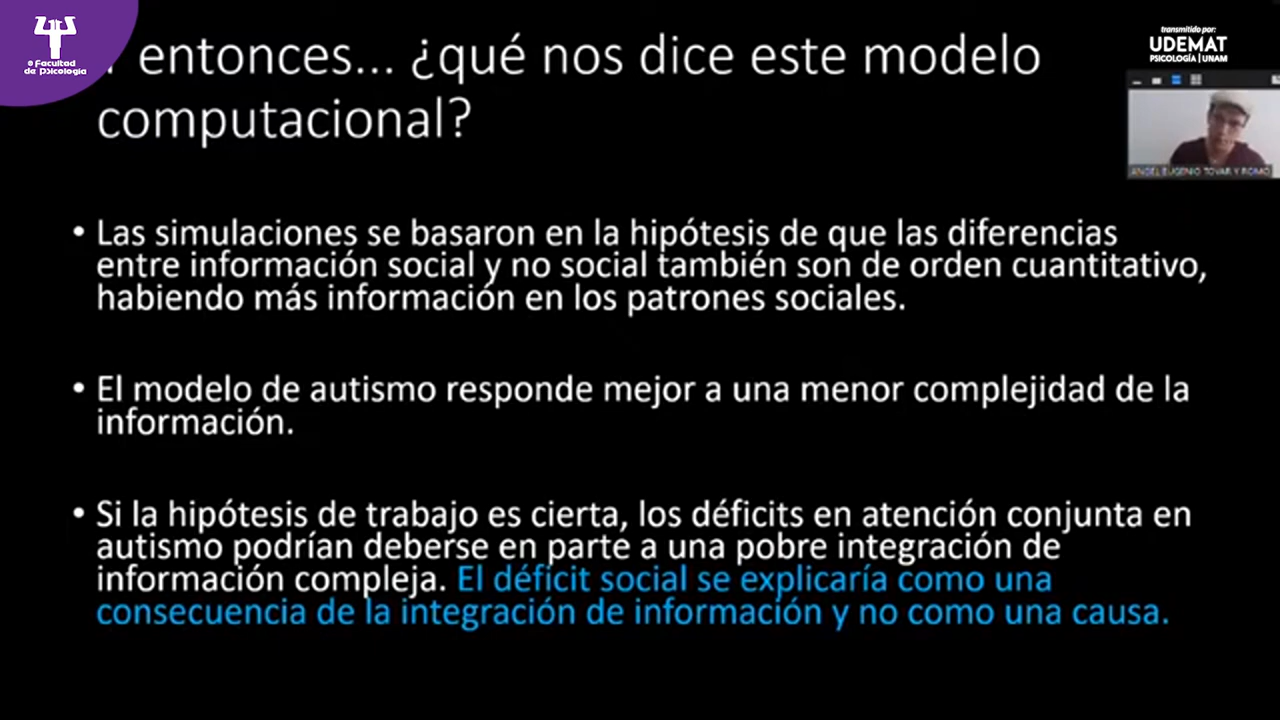 Facultad
de Psicología
entonces... ¿qué nos dice este modelo
computacional?
transmitido por:
UDEMAT
PSICOLOGÍA | UNAM
ANGEL EUGENIO TOVAR Y ROMO
• Las simulaciones se basaron en la hipótesis de que las diferencias
entre información social y no social también son de orden cuantitativo,
habiendo más información en los patrones sociales.
• El modelo de autismo responde mejor a una menor complejidad de la
información.
• Si la hipótesis de trabajo es cierta, los déficits en atención conjunta en
autismo podrían deberse en parte a una pobre integración de
información compleja. El déficit social se explicaría como una
consecuencia de la integración de información y no como una causa.